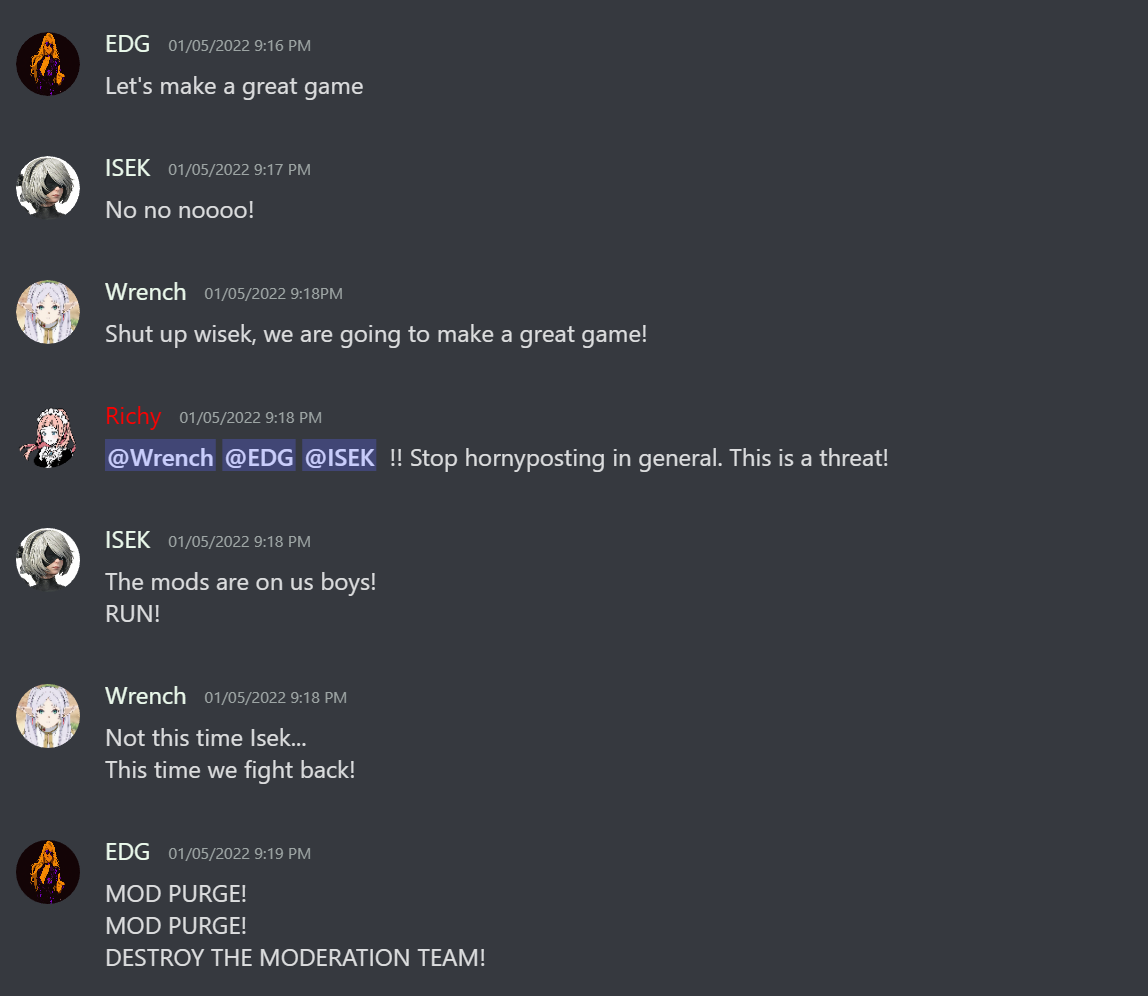 EDG 01/05/2022 9:16 PM
Let's make a great game
ISEK 01/05/2022 9:17 PM
No no noooo!
Wrench 01/05/2022 9:18PM
Shut up wisek, we are going to make a great game!
Richy 01/05/2022 9:18 PM
@Wrench @EDG @ISEK !! Stop hornyposting in general. This is a threat!
ISEK 01/05/2022 9:18 PM
The mods are on us boys!
RUN!
Wrench 01/05/2022 9:18 PM
Not this time Isek...
This time we fight back!
EDG 01/05/2022 9:19 PM
MOD PURGE!
MOD PURGE!
DESTROY THE MODERATION TEAM!